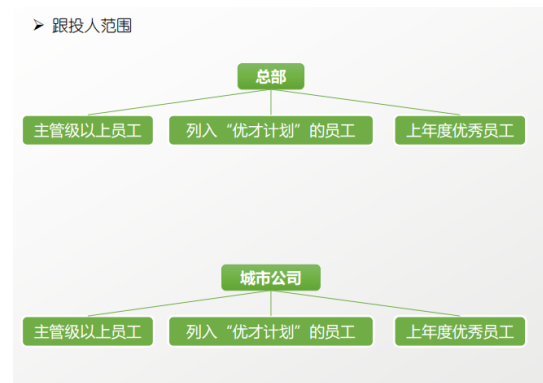 ➢ 跟投人范围
总部
主管级以上员工 列入“优才计划”的员工 上年度优秀员工
城市公司
主管级以上员工 列入“优才计划”的员工 上年度优秀员工